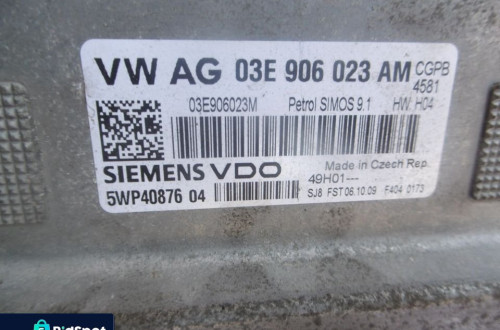 VW AG 03E 906 023 AM CGPB
4581
03E906023M Petrol SIMOS 9.1 HW H04
SIEMENS VDO Made in Czech Rep.
49H01---
5WP40876 04 SJ8 FST 06.10.09 F404 0173
BidSpot